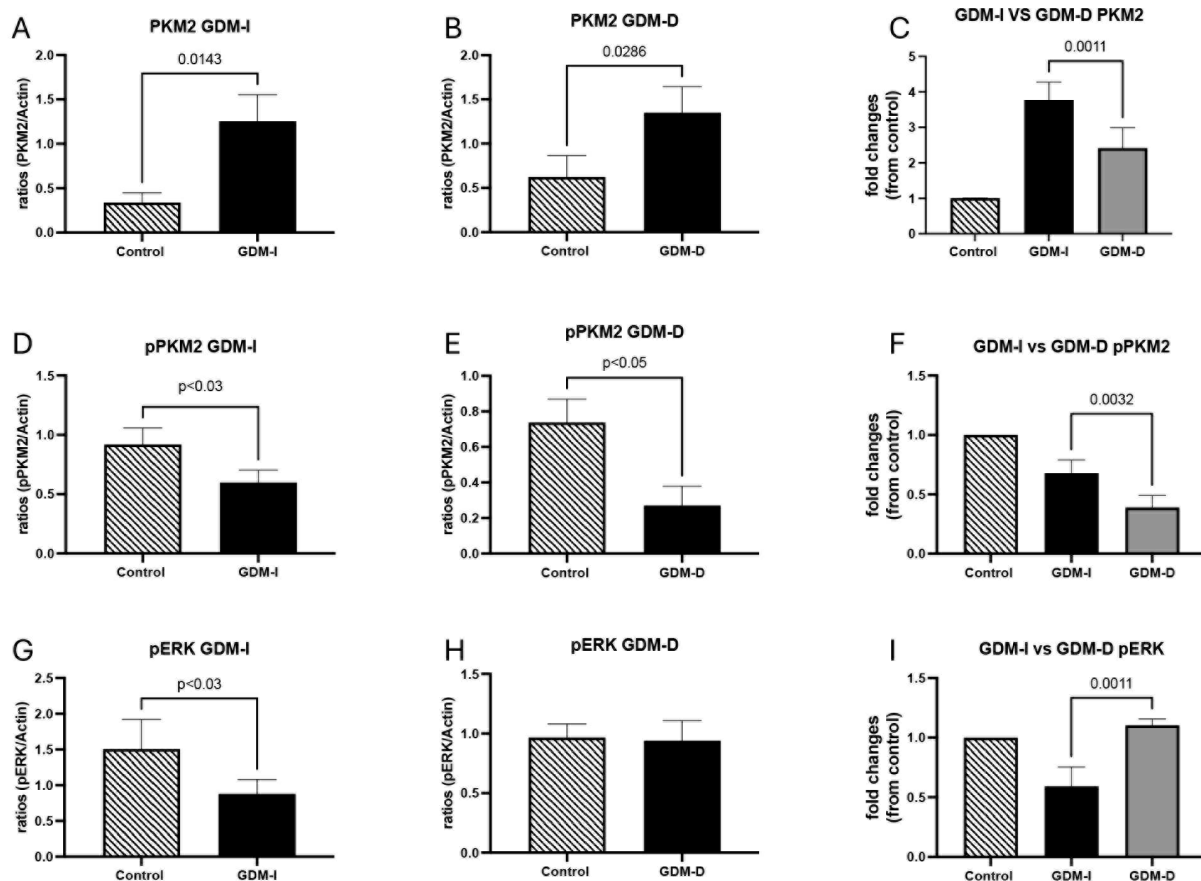 A
PKM2 GDM-I
ratios (PKM2/Actin)
2.0
1.5
1.0
0.5
0.0
0.0143
Control
GDM-I
B
PKM2 GDM-D
ratios (PKM2/Actin)
2.0
1.5
1.0
0.5
0.0
0.0286
Control
GDM-D
C
GDM-I VS GDM-D PKM2
fold changes
(from control)
5
4
3
2
1
0
0.0011
Control
GDM-I
GDM-D
D
pPKM2 GDM-I
ratios (pPKM2/Actin)
1.5
1.0
0.5
0.0
p<0.03
Control
GDM-I
E
pPKM2 GDM-D
ratios (pPKM2/Actin)
1.0
0.8
0.6
0.4
0.2
0.0
p<0.05
Control
GDM-D
F
GDM-I vs GDM-D pPKM2
fold changes
(from control)
1.5
1.0
0.5
0.0
0.0032
Control
GDM-I
GDM-D
G
pERK GDM-I
ratios (pERK/Actin)
2.5
2.0
1.5
1.0
0.5
0.0
p<0.03
Control
GDM-I
H
pERK GDM-D
ratios (pERK/Actin)
1.5
1.0
0.5
0.0
Control
GDM-D
I
GDM-I vs GDM-D pERK
fold changes
(from control)
1.5
1.0
0.5
0.0
0.0011
Control
GDM-I
GDM-D